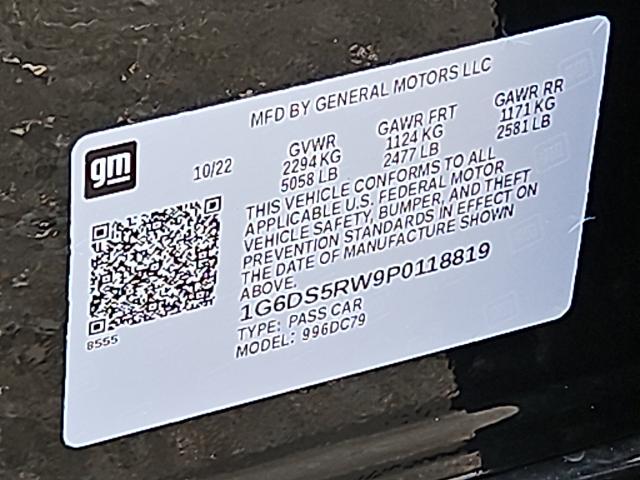 MFD BY GENERAL MOTORS LLC
gm
10/22
GVWR
2294 KG
5058 LB
GAWR FRT
1124 KG
2477 LB
GAWR RR
1171 KG
2581 LB
THIS VEHICLE CONFORMS TO ALL
APPLICABLE U.S. FEDERAL MOTOR
VEHICLE SAFETY, BUMPER, AND THEFT
PREVENTION STANDARDS IN EFFECT ON
THE DATE OF MANUFACTURE SHOWN
ABOVE.
1G6DS5RW9P0118819
TYPE: PASS CAR
MODEL: 996DC79
8555